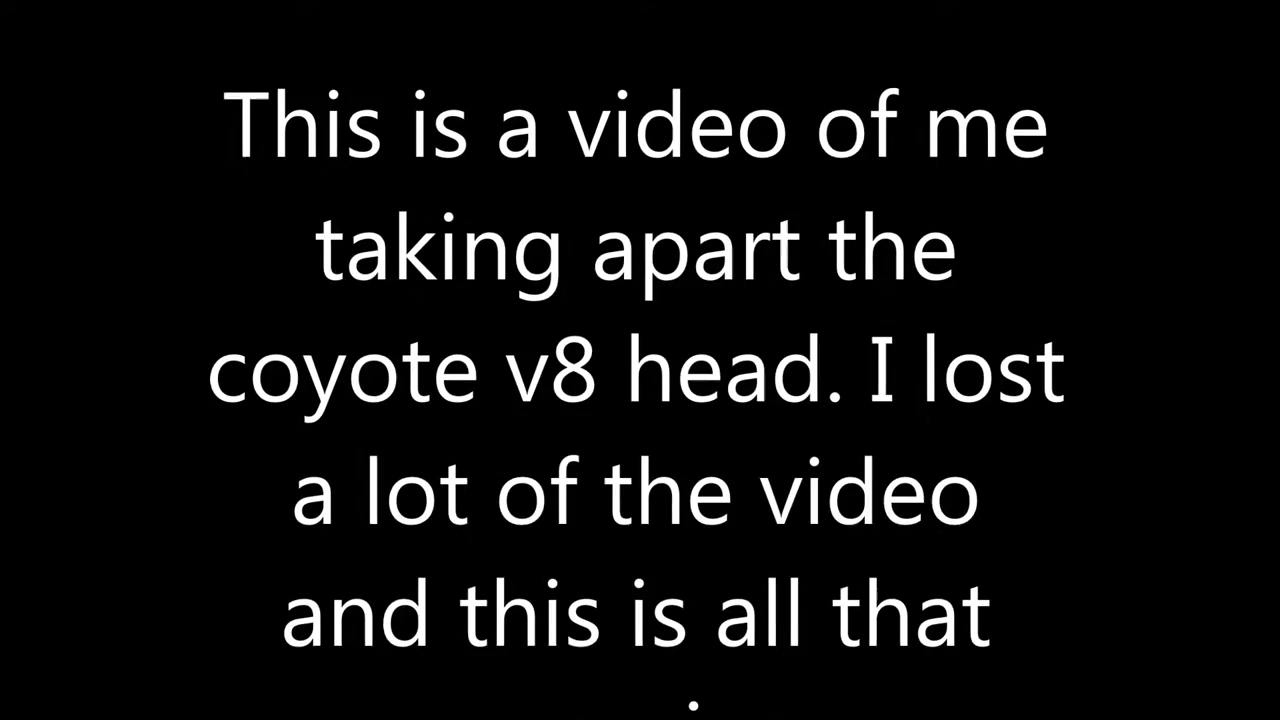 This is a video of me
taking apart the
coyote v8 head. I lost
a lot of the video
and this is all that